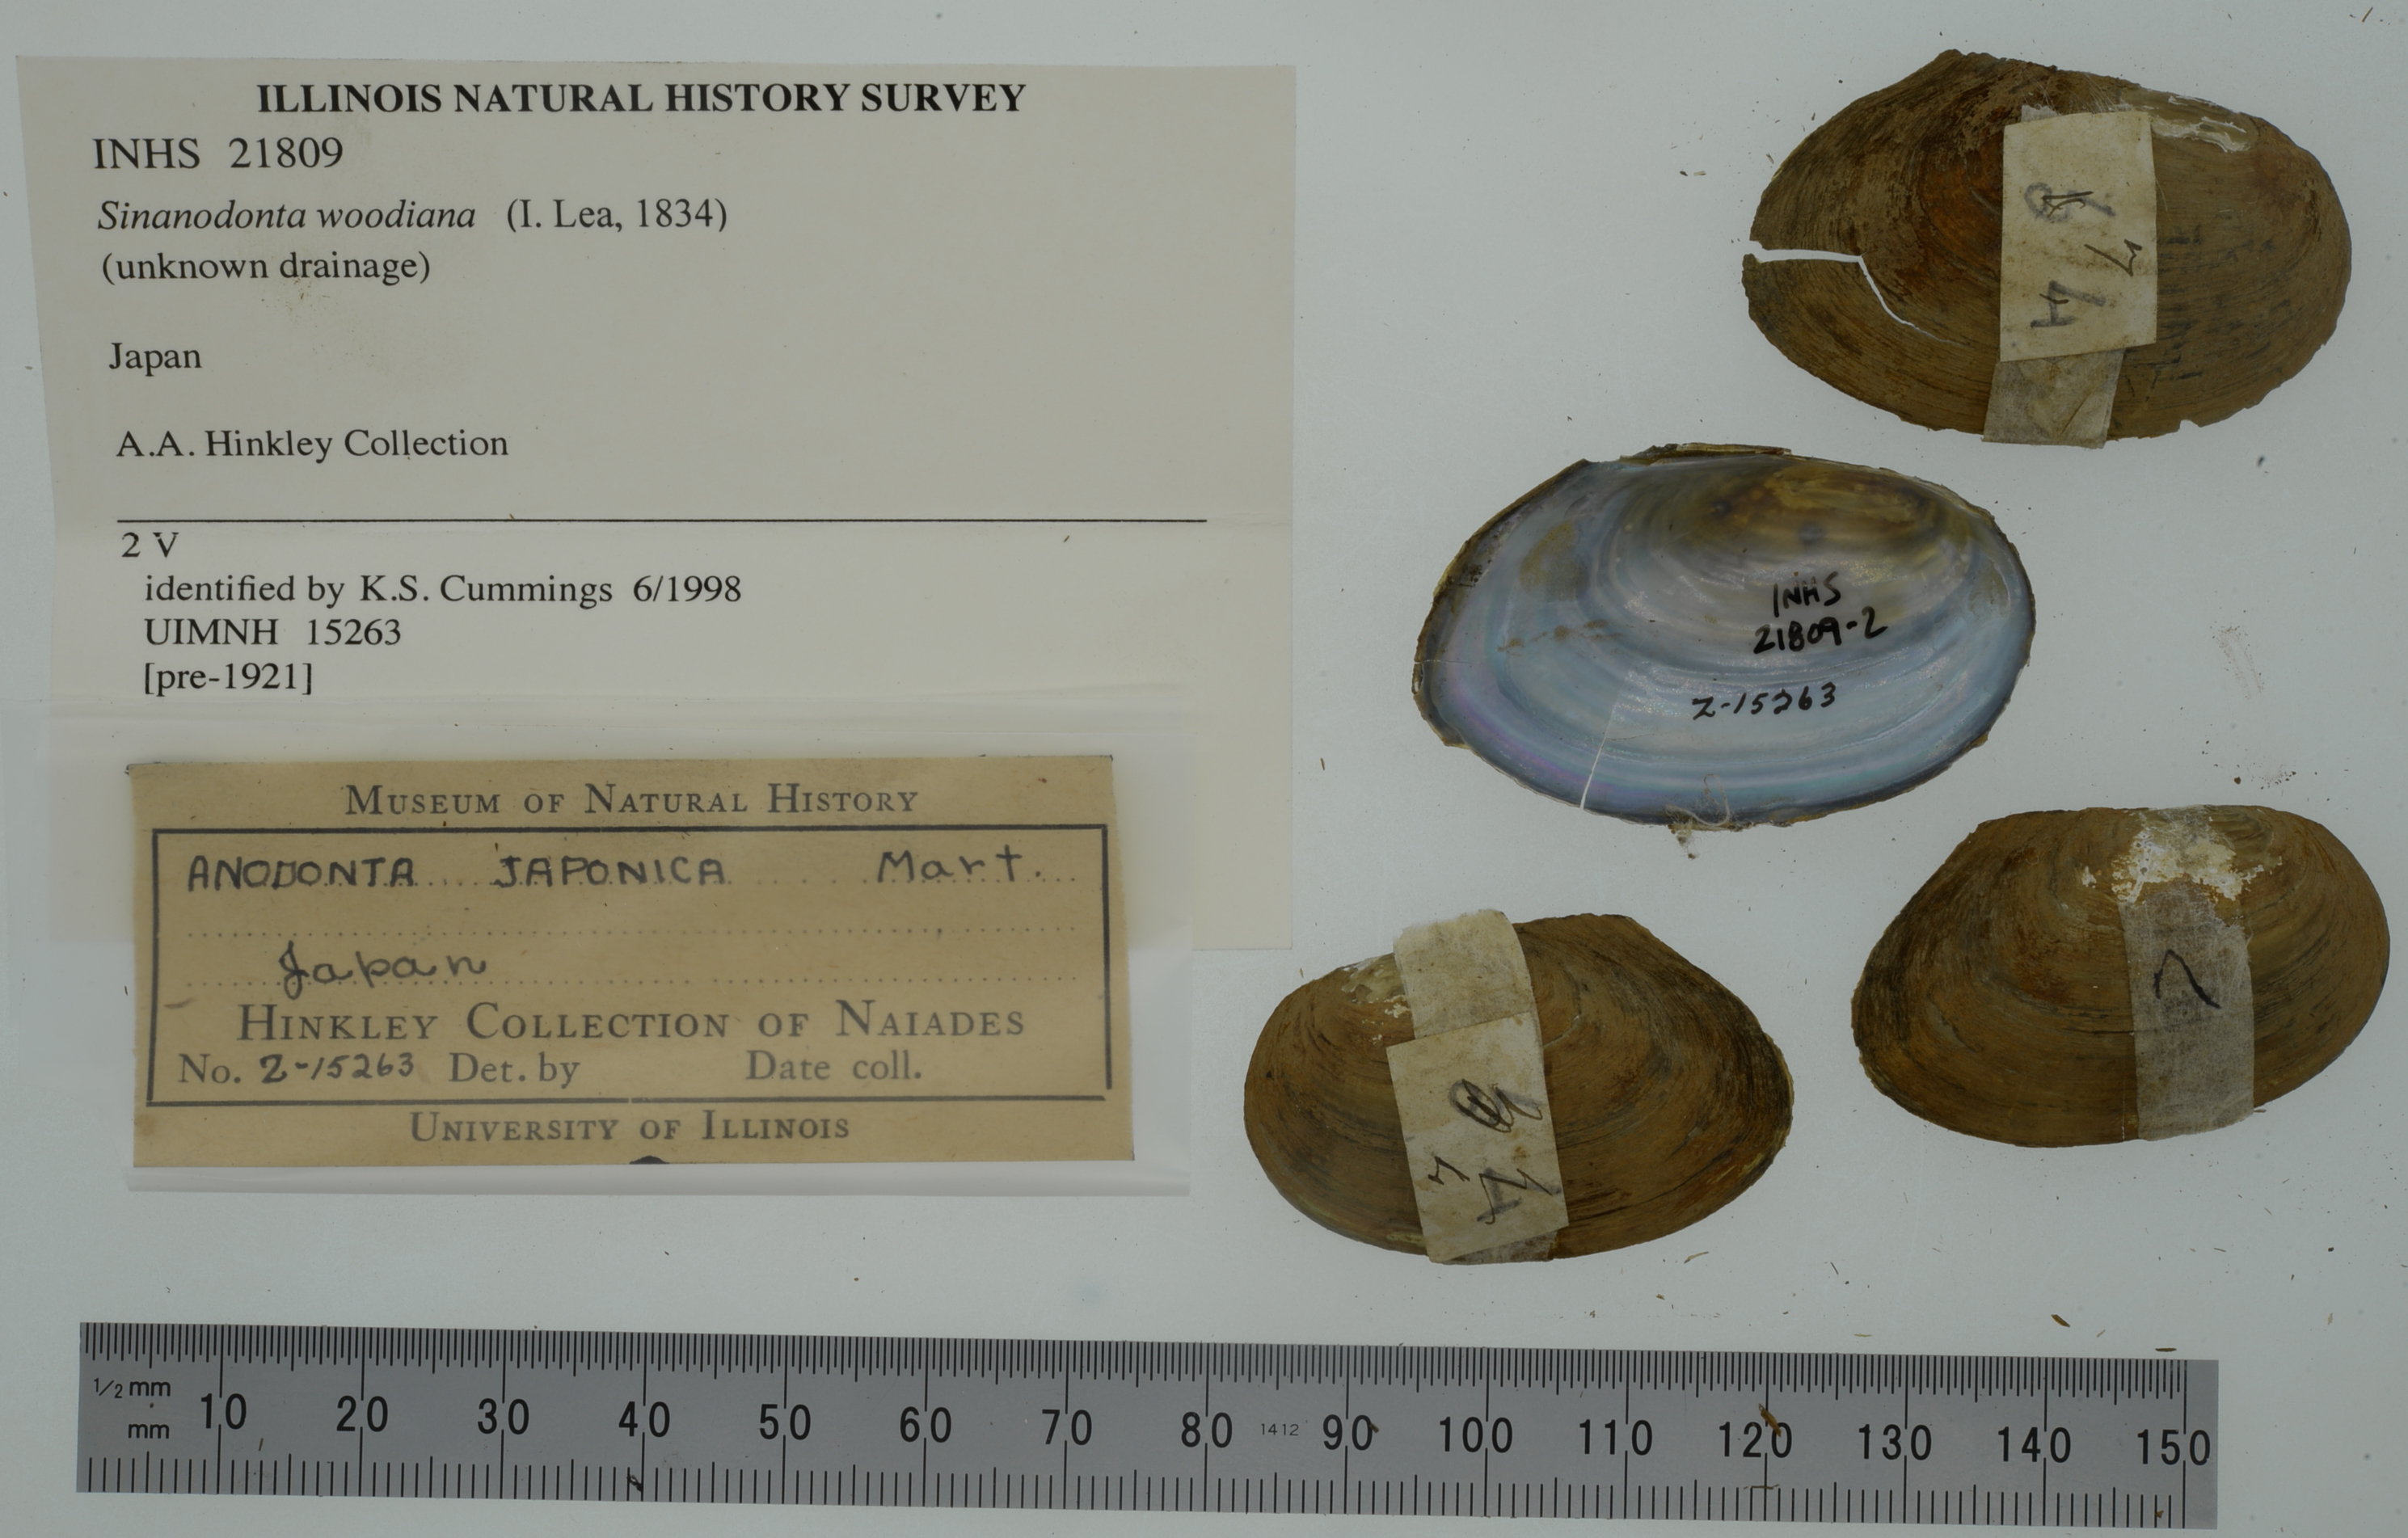 ILLINOIS NATURAL HISTORY SURVEY
INHS 21809
Sinanodonta woodiana (I. Lea, 1834)
(unknown drainage)
Japan
A.A. Hinkley Collection
2 V
identified by K.S. Cummings 6/1998
UIMNH 15263
[pre-1921]
MUSEUM OF NATURAL HISTORY
ANODONTA JAPONICA Mart.
Japan
HINKLEY COLLECTION OF NAIADES
No. Z-15263 Det. by Date coll.
UNIVERSITY OF ILLINOIS
INHS
21809-2
Z-15263
7
1/2 mm
mm
10 20 30 40 50 60 70 80 1412 90 100 110 120 130 140 150